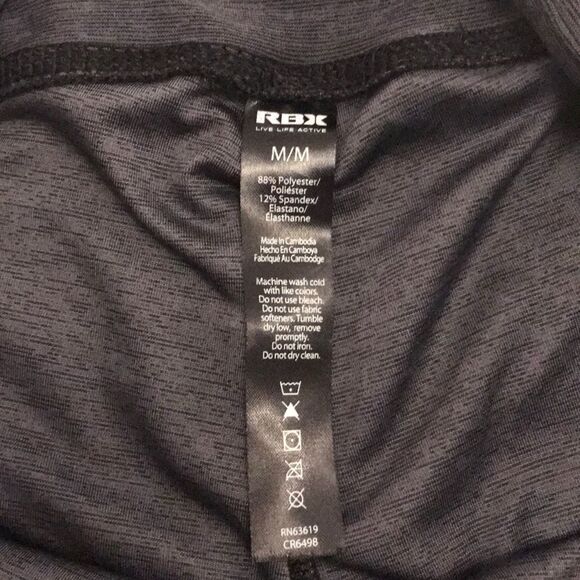 RBX
LIVE LIFE ACTIVE
M/M
88% Polyester/
Poliéster
12% Spandex/
Elastano/
Élasthanne
Made in Cambodia
Hecho En Camboya
Fabriqué Au Cambodge
Machine wash cold
with like colors.
Do not use bleach.
Do not use fabric
softeners. Tumble
dry low, remove
promptly.
Do not iron.
Do not dry clean.
RN63619
CR6498